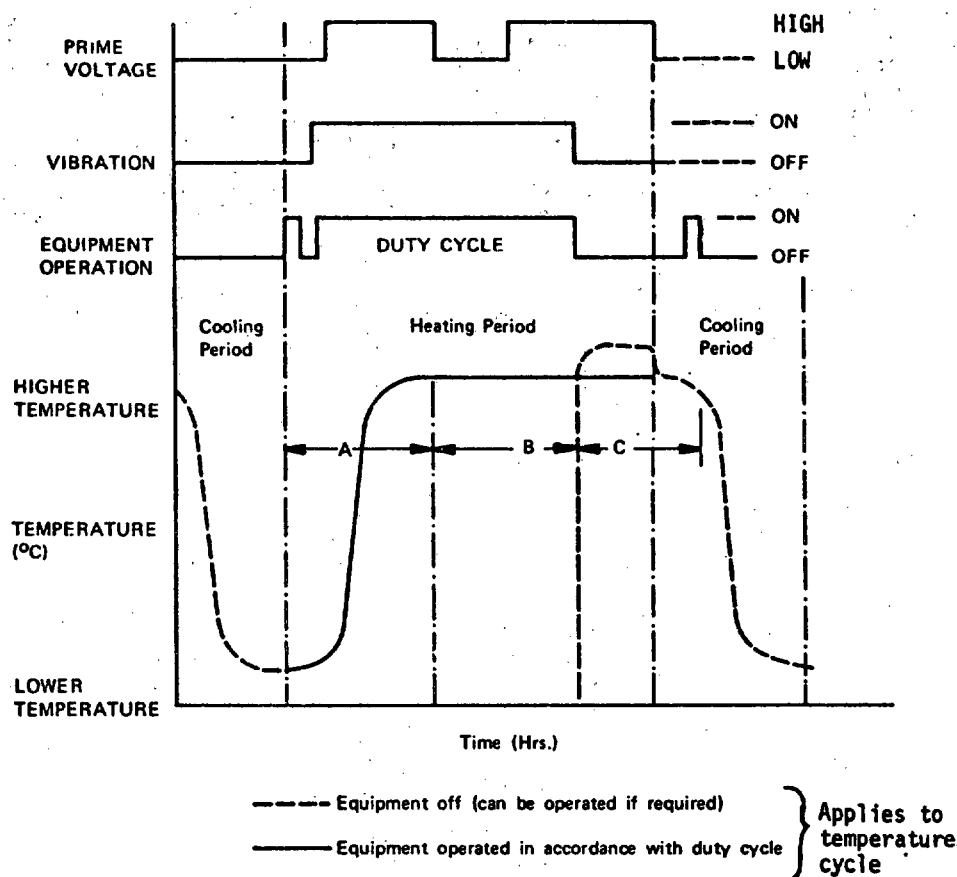 PRIME
VOLTAGE
HIGH
LOW
VIBRATION
ON
OFF
EQUIPMENT
OPERATION
DUTY CYCLE
ON
OFF
Cooling
Period
Heating Period
Cooling
Period
HIGHER
TEMPERATURE
A
B
C
TEMPERATURE
(°C)
LOWER
TEMPERATURE
Time (Hrs.)
Equipment off (can be operated if required)
Equipment operated in accordance with duty cycle
Applies to
temperature
cycle